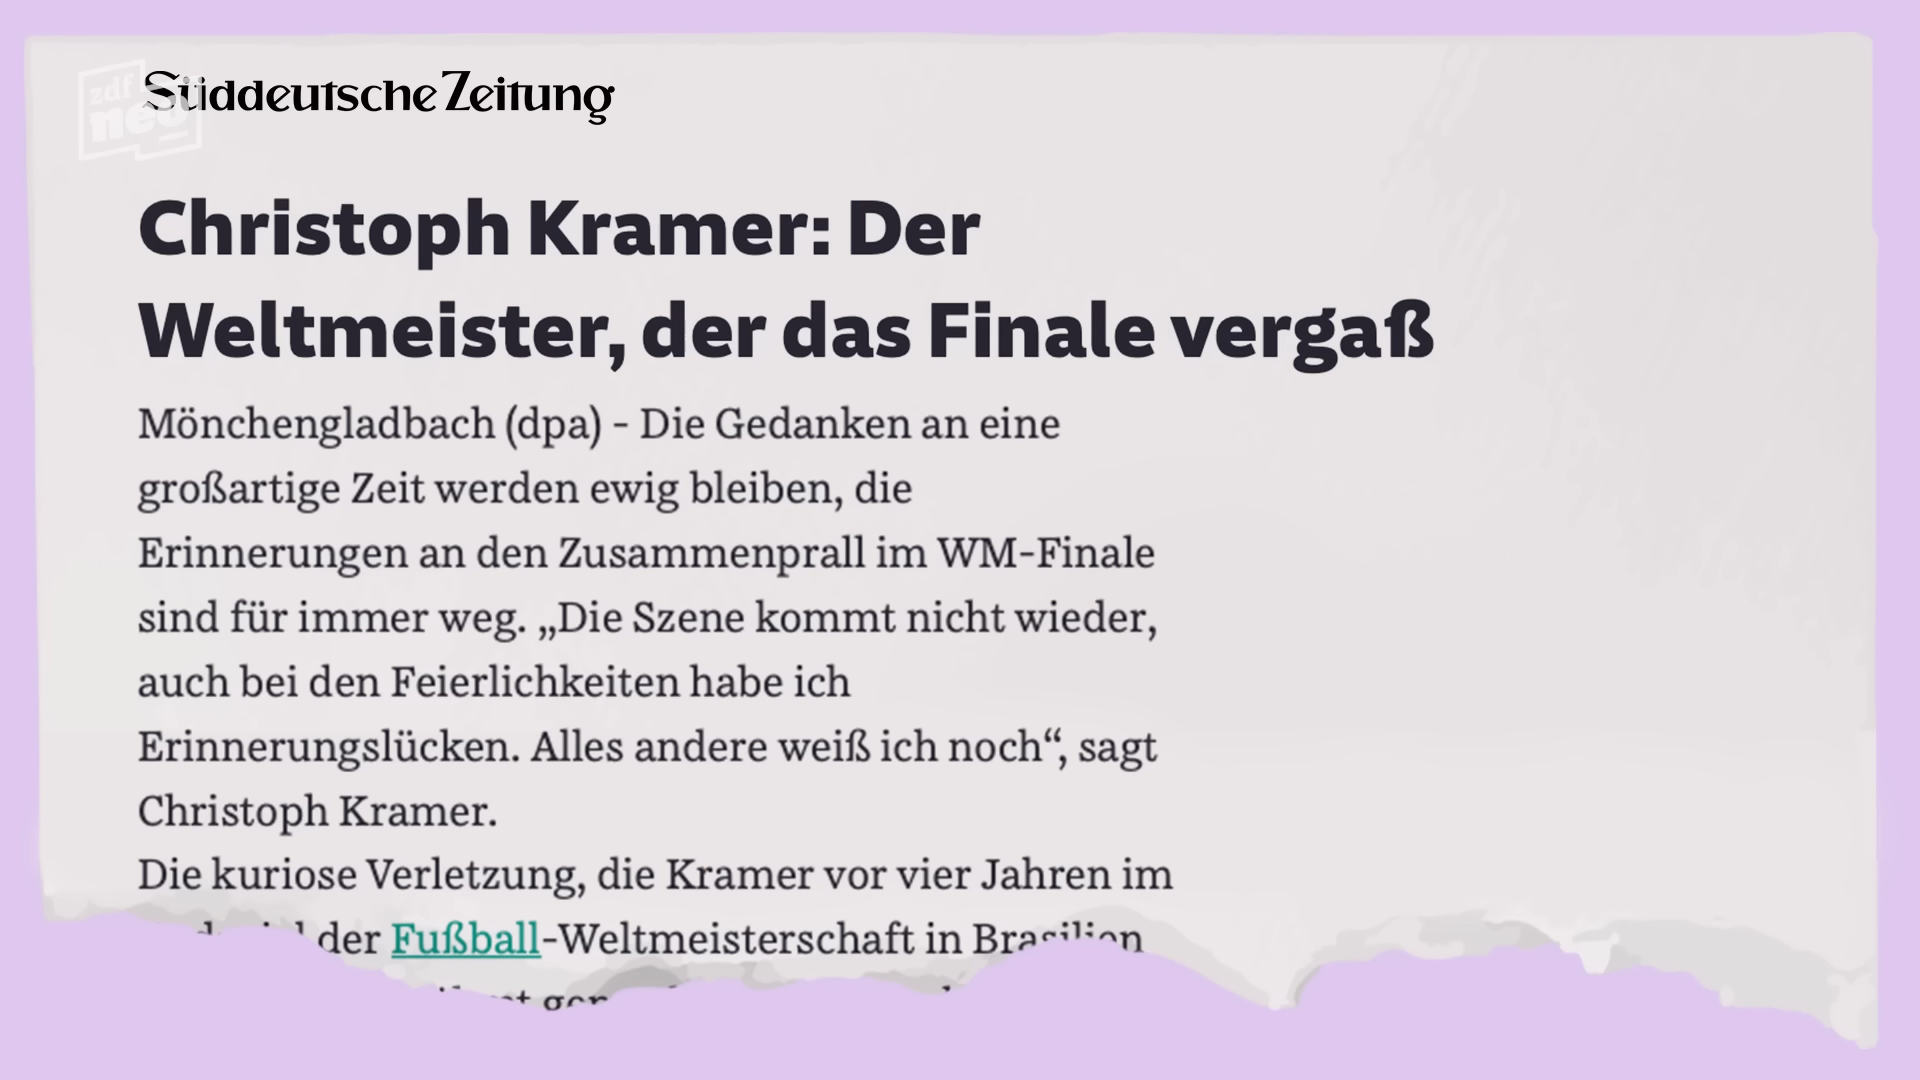 zdf
neo
Süddeutsche Zeitung
Christoph Kramer: Der
Weltmeister, der das Finale vergaß
Mönchengladbach (dpa) - Die Gedanken an eine
großartige Zeit werden ewig bleiben, die
Erinnerungen an den Zusammenprall im WM-Finale
sind für immer weg. „Die Szene kommt nicht wieder,
auch bei den Feierlichkeiten habe ich
Erinnerungslücken. Alles andere weiß ich noch“, sagt
Christoph Kramer.
Die kuriose Verletzung, die Kramer vor vier Jahren im
der Fußball-Weltmeisterschaft in Brasilien